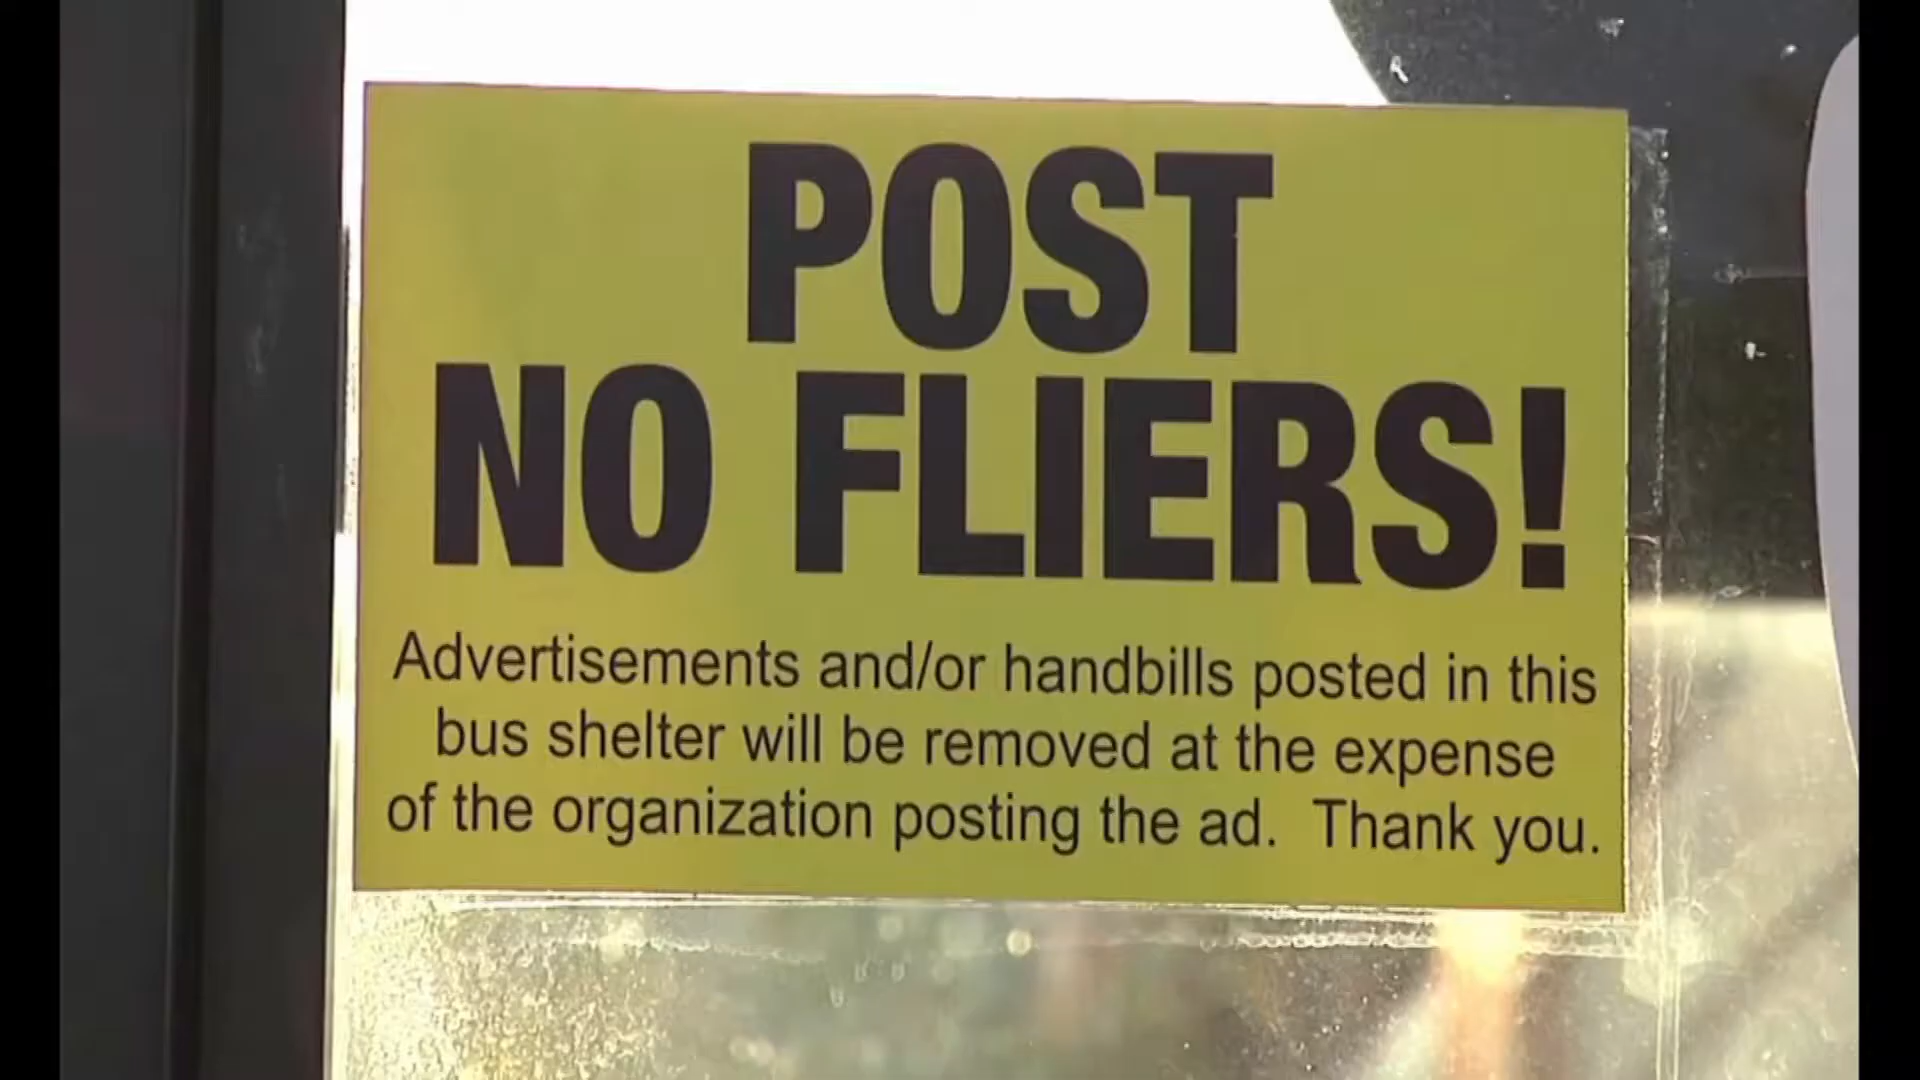 POST
NO FLIERS!
Advertisements and/or handbills posted in this
bus shelter will be removed at the expense
of the organization posting the ad.  Thank you.